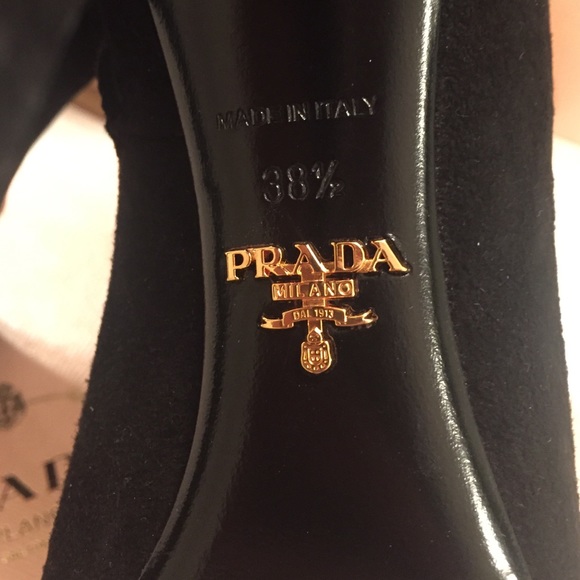 MADE IN ITALY
38½
PRADA
MILANO
DAL 1913